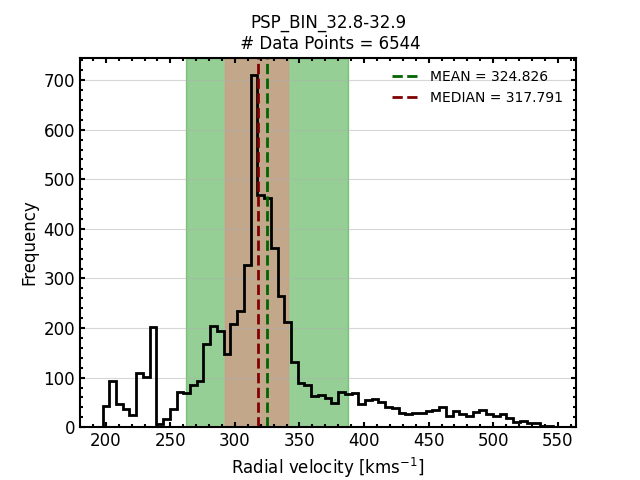 PSP_BIN_32.8-32.9
# Data Points = 6544
MEAN = 324.826
MEDIAN = 317.791
Frequency
700
600
500
400
300
200
100
0
200 250 300 350 400 450 500 550
Radial velocity [kms⁻¹]